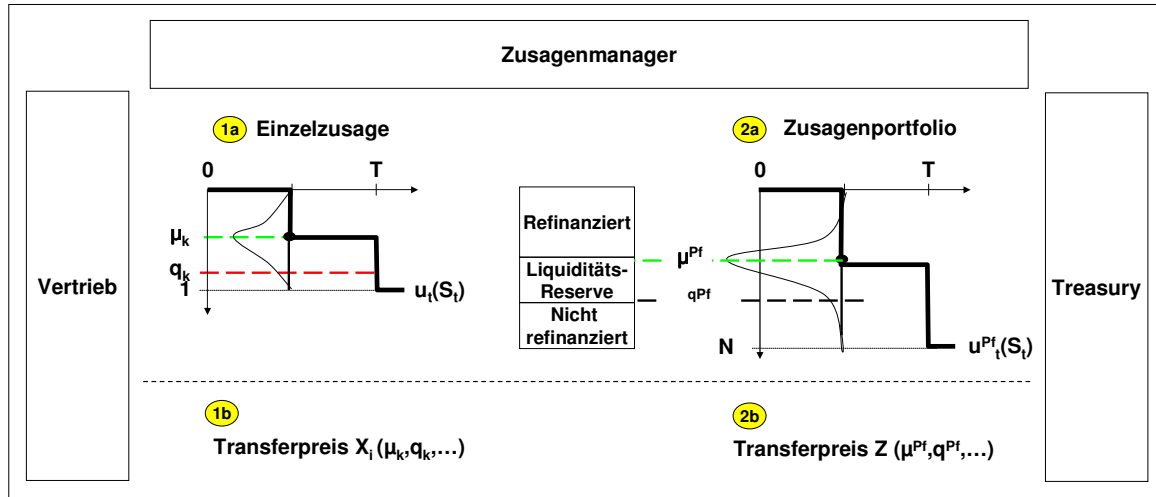 Zusagenmanager
Vertrieb
1a Einzelzusage
0 T
μk
qk
1
ut(St)
Refinanziert
Liquiditäts-
Reserve
Nicht
refinanziert
2a Zusagenportfolio
0 T
μPf
qPf
N
uPft(St)
Treasury
1b
Transferpreis Xi (μk,qk,…)
2b
Transferpreis Z (μPf,qPf,…)